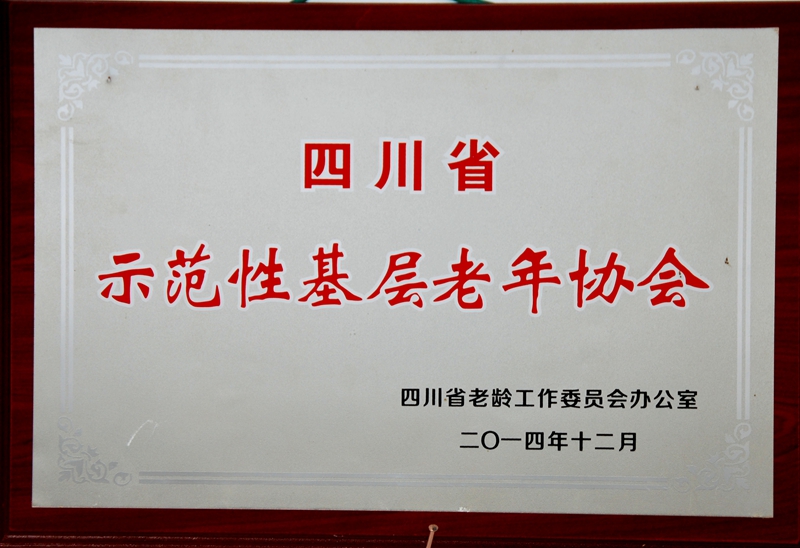 四川省
示范性基层老年协会
四川省老龄工作委员会办公室
二〇一四年十二月